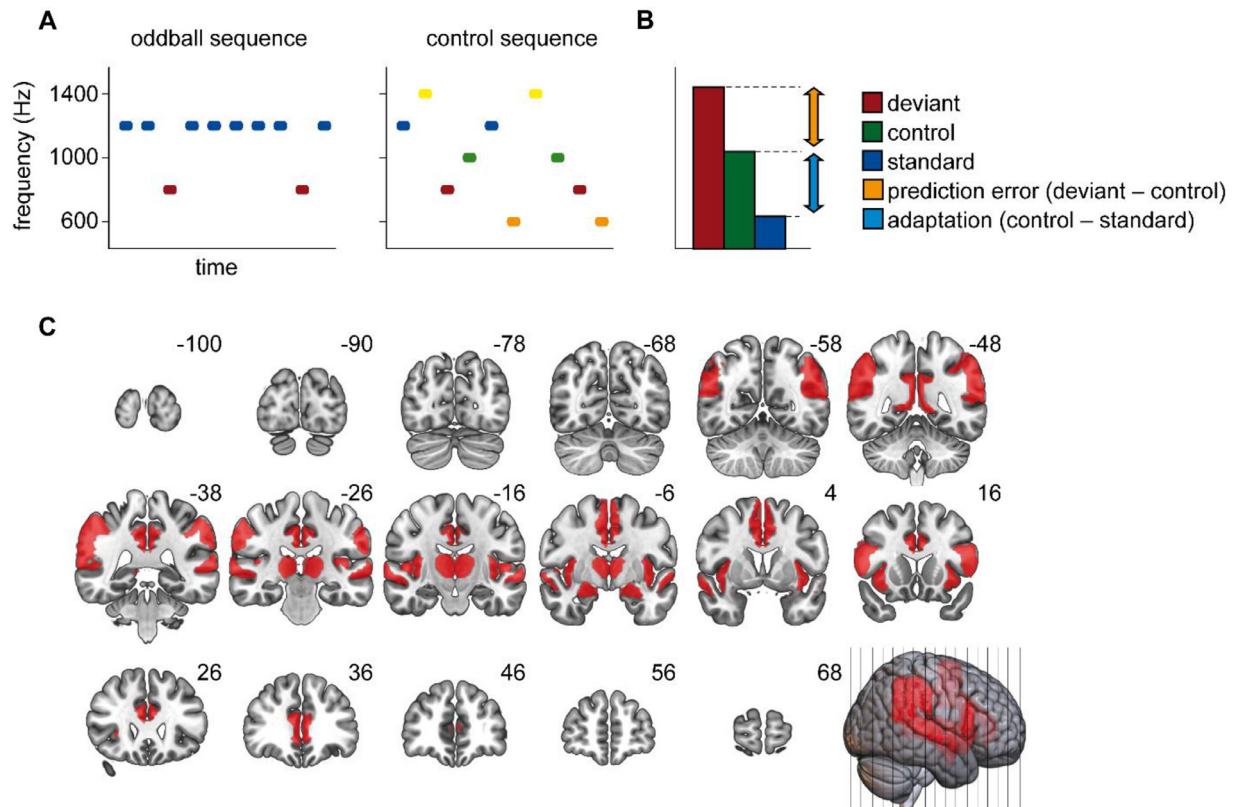 A
oddball sequence
control sequence
frequency (Hz)
1400
1000
600
time
B
deviant
control
standard
prediction error (deviant – control)
adaptation (control – standard)
C
-100
-90
-78
-68
-58
-48
-38
-26
-16
-6
4
16
26
36
46
56
68